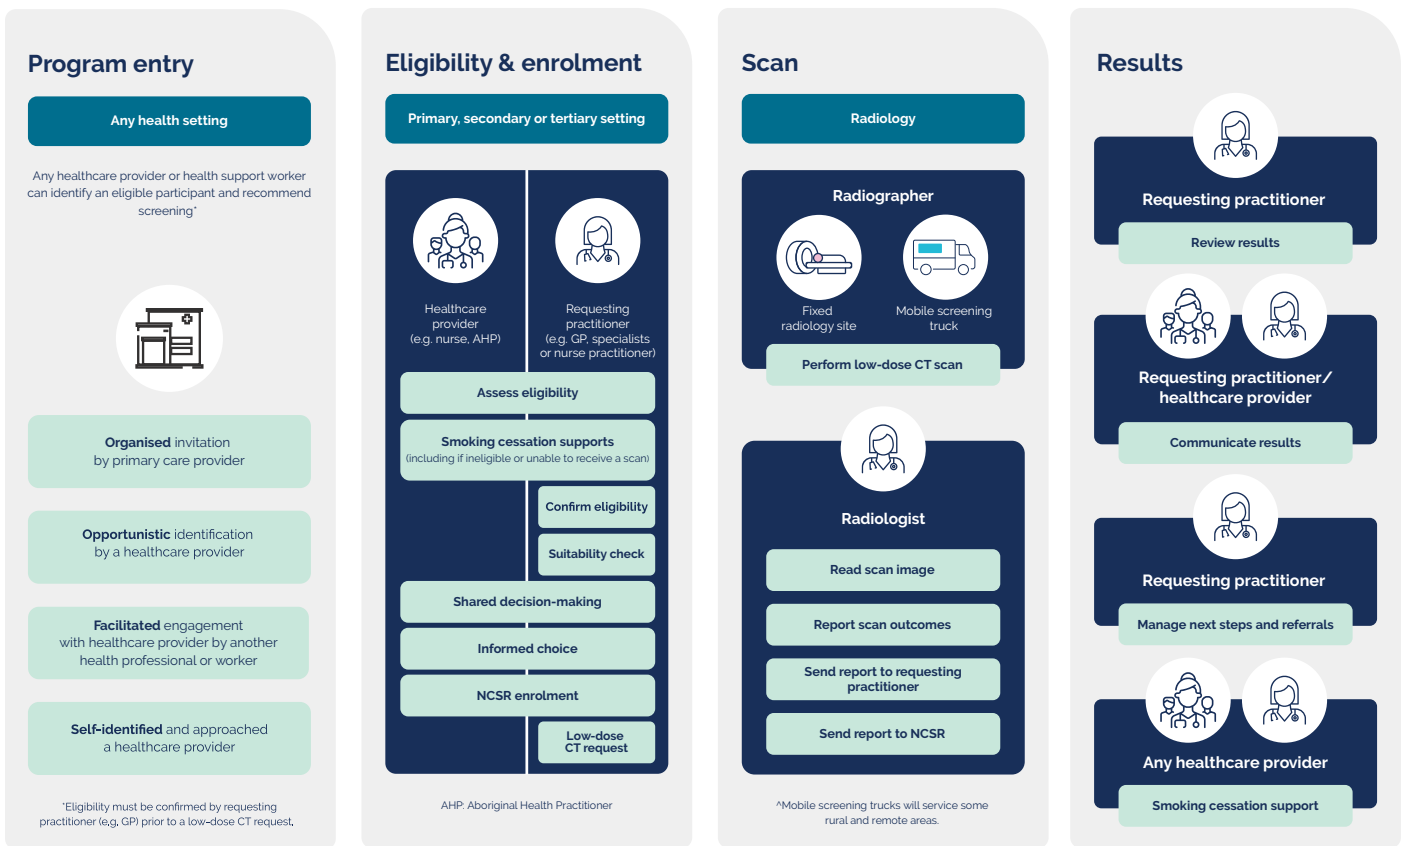 Program entry
Any health setting
Any healthcare provider or health support worker
can identify an eligible participant and recommend
screening*
Organised invitation
by primary care provider
Opportunistic identification
by a healthcare provider
Facilitated engagement
with healthcare provider by another
health professional or worker
Self-identified and approached
a healthcare provider
*Eligibility must be confirmed by requesting
practitioner (e.g, GP) prior to a low-dose CT request.
Eligibility & enrolment
Primary, secondary or tertiary setting
Healthcare
provider
(e.g. nurse, AHP)
Requesting
practitioner
(e.g. GP, specialists
or nurse practitioner)
Assess eligibility
Smoking cessation supports
(including if ineligible or unable to receive a scan)
Confirm eligibility
Suitability check
Shared decision-making
Informed choice
NCSR enrolment
Low-dose
CT request
AHP: Aboriginal Health Practitioner
Scan
Radiology
Radiographer
Fixed
radiology site
Mobile screening
truck
Perform low-dose CT scan
Radiologist
Read scan image
Report scan outcomes
Send report to requesting
practitioner
Send report to NCSR
^Mobile screening trucks will service some
rural and remote areas.
Results
Requesting practitioner
Review results
Requesting practitioner/
healthcare provider
Communicate results
Requesting practitioner
Manage next steps and referrals
Any healthcare provider
Smoking cessation support